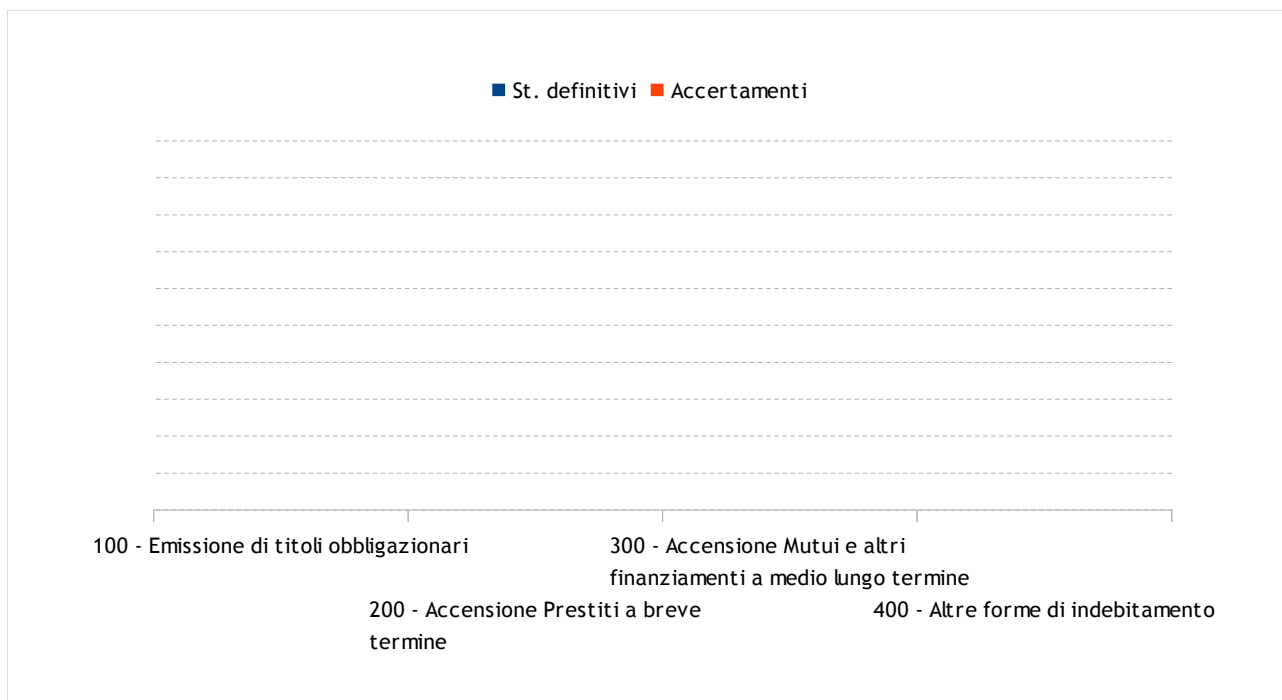 St. definitivi Accertamenti
100 - Emissione di titoli obbligazionari
200 - Accensione Prestiti a breve
termine
300 - Accensione Mutui e altri
finanziamenti a medio lungo termine
400 - Altre forme di indebitamento